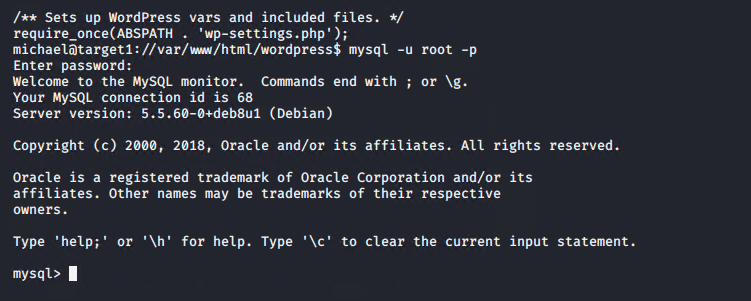 /** Sets up WordPress vars and included files. */
require_once(ABSPATH . 'wp-settings.php');
michael@target1://var/www/html/wordpress$ mysql -u root -p
Enter password:
Welcome to the MySQL monitor.  Commands end with ; or \g.
Your MySQL connection id is 68
Server version: 5.5.60-0+deb8u1 (Debian)
Copyright (c) 2000, 2018, Oracle and/or its affiliates. All rights reserved.
Oracle is a registered trademark of Oracle Corporation and/or its
affiliates. Other names may be trademarks of their respective
owners.
Type 'help;' or '\h' for help. Type '\c' to clear the current input statement.
mysql>